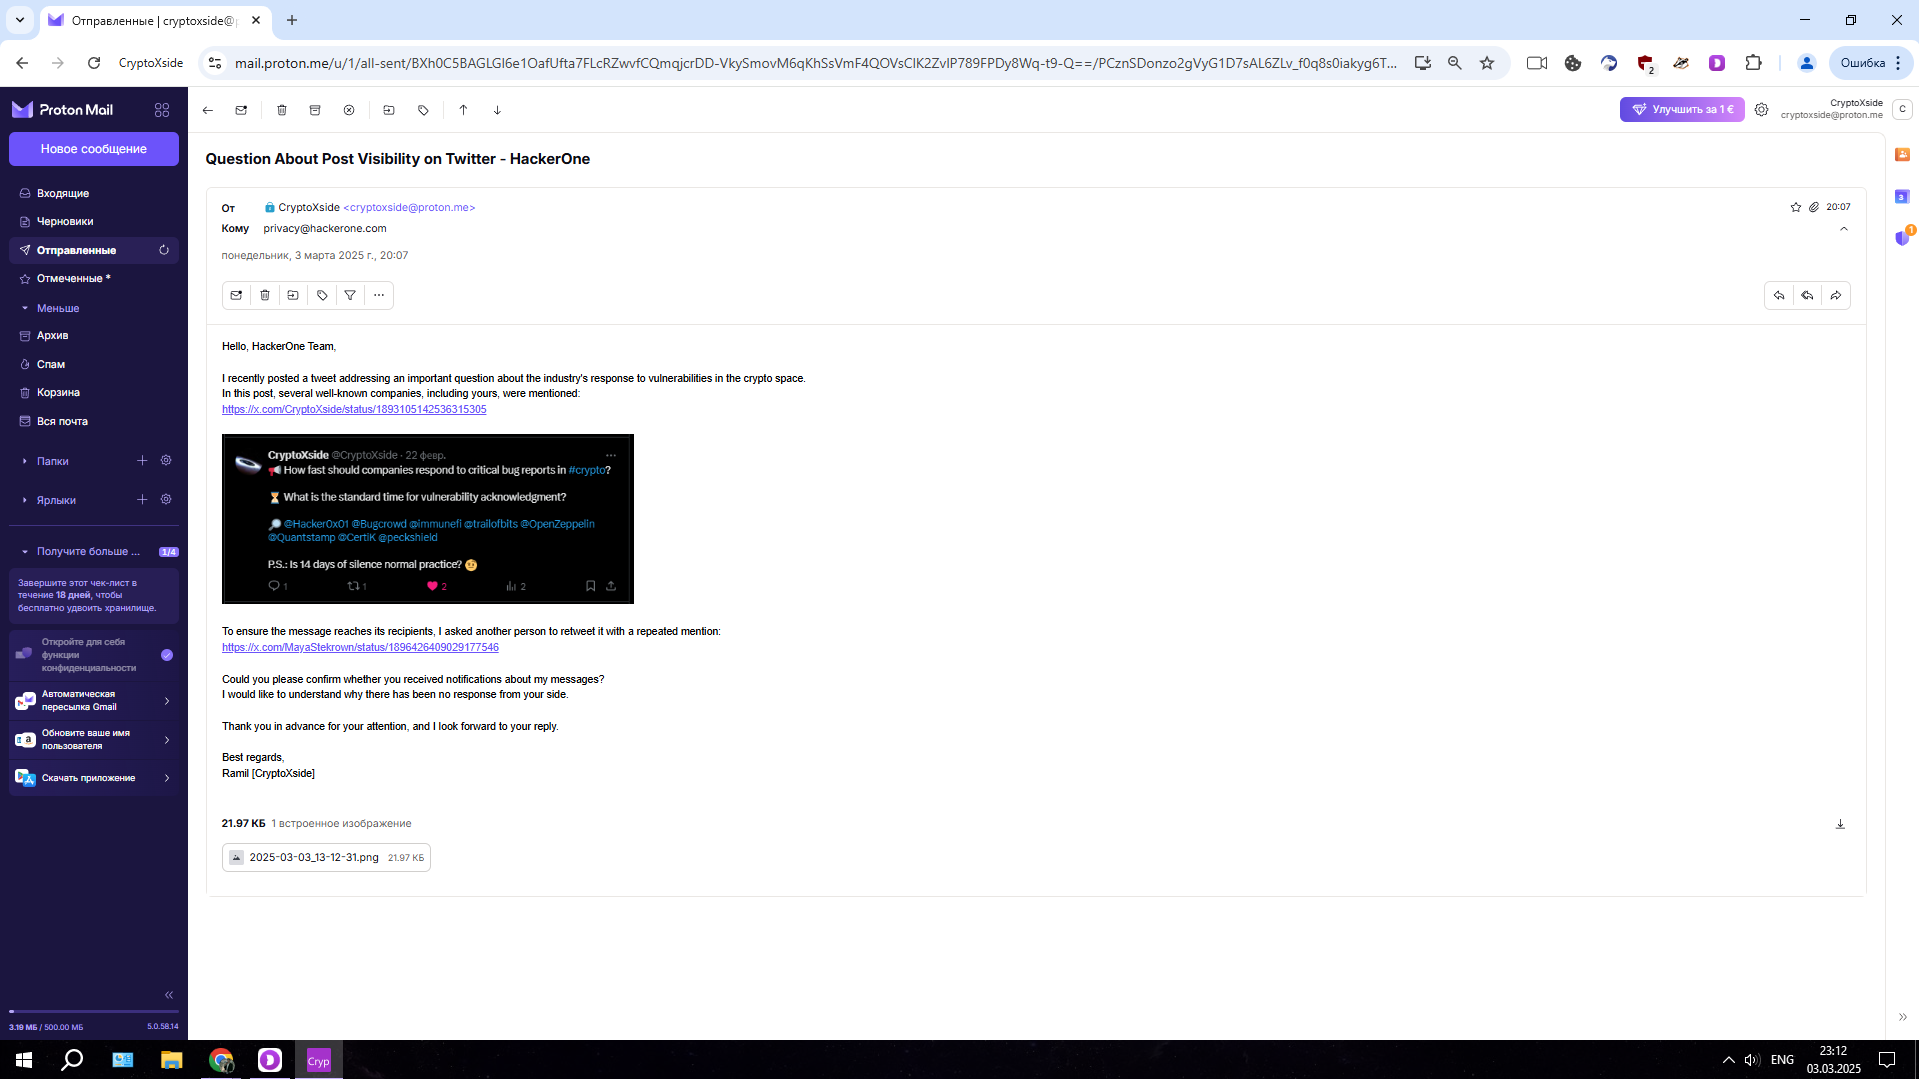 Отправленные | cryptoxside@p
CryptoXside
mail.proton.me/u/1/all-sent/BXh0C5BAGLGI6e1OafUfta7FLcRZwvfCQmqjcrDD-VkySmovM6qKhSsVmF4QOVsClK2ZvlP789FPDy8Wq-t9-Q==/PCznSDonzo2gVyG1D7sAL6ZLv_f0q8s0iakyg6T...
2
Ошибка
Proton Mail
Улучшить за 1 €
CryptoXside
cryptoxside@proton.me
C
Новое сообщение
Входящие
Черновики
Отправленные
Отмеченные *
Меньше
Архив
Спам
Корзина
Вся почта
Папки
Ярлыки
Получите больше ...
1/4
Завершите этот чек-лист в
течение 18 дней, чтобы
бесплатно удвоить хранилище.
Откройте для себя
функции
конфиденциальности
Автоматическая
пересылка Gmail
Обновите ваше имя
пользователя
Скачать приложение
3.19 МБ / 500.00 МБ
5.0.58.14
Question About Post Visibility on Twitter - HackerOne
От CryptoXside <cryptoxside@proton.me>
20:07
Кому privacy@hackerone.com
понедельник, 3 марта 2025 г., 20:07
Hello, HackerOne Team,
I recently posted a tweet addressing an important question about the industry's response to vulnerabilities in the crypto space.
In this post, several well-known companies, including yours, were mentioned:
https://x.com/CryptoXside/status/1893105142536315305
CryptoXside @CryptoXside · 22 февр.
📢 How fast should companies respond to critical bug reports in #crypto?
⏳ What is the standard time for vulnerability acknowledgment?
🔎 @Hacker0x01 @Bugcrowd @immunefi @trailofbits @OpenZeppelin
@Quantstamp @CertiK @peckshield
P.S.: Is 14 days of silence normal practice? 🤨
1 1 2 2
To ensure the message reaches its recipients, I asked another person to retweet it with a repeated mention:
https://x.com/MayaStekrown/status/1896426409029177546
Could you please confirm whether you received notifications about my messages?
I would like to understand why there has been no response from your side.
Thank you in advance for your attention, and I look forward to your reply.
Best regards,
Ramil [CryptoXside]
21.97 КБ 1 встроенное изображение
2025-03-03_13-12-31.png 21.97 КБ
3
1
Cryp
ENG
23:12
03.03.2025